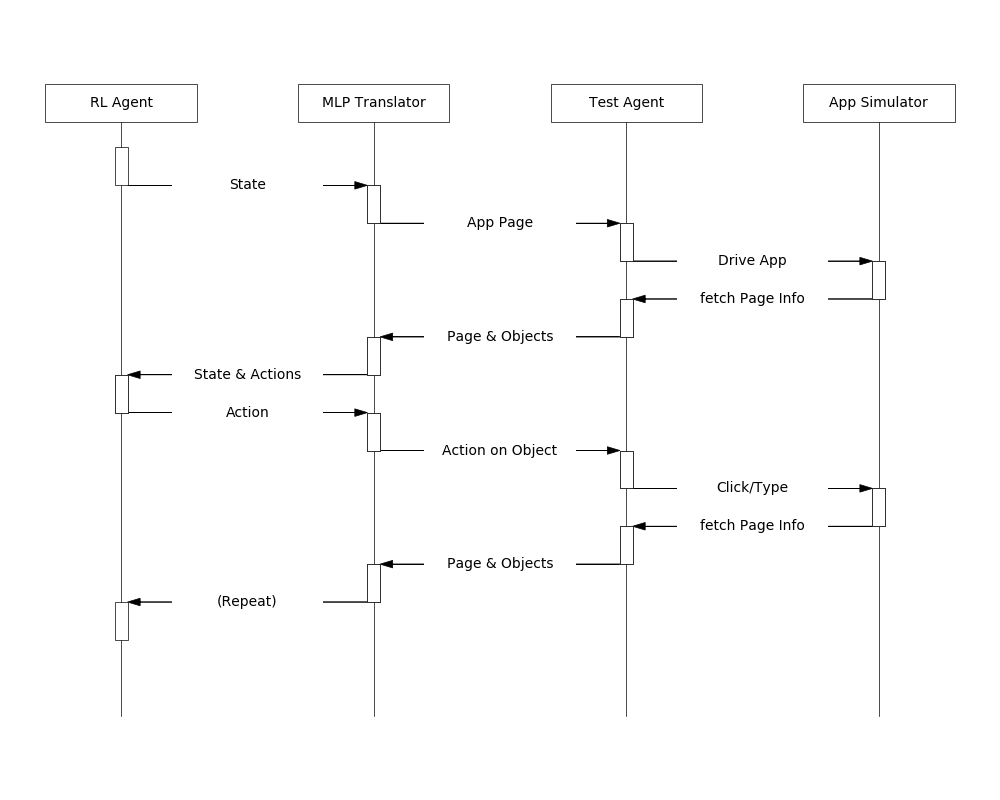 RL Agent
MLP Translator
Test Agent
App Simulator
State
App Page
Drive App
fetch Page Info
Page & Objects
State & Actions
Action
Action on Object
Click/Type
fetch Page Info
Page & Objects
(Repeat)